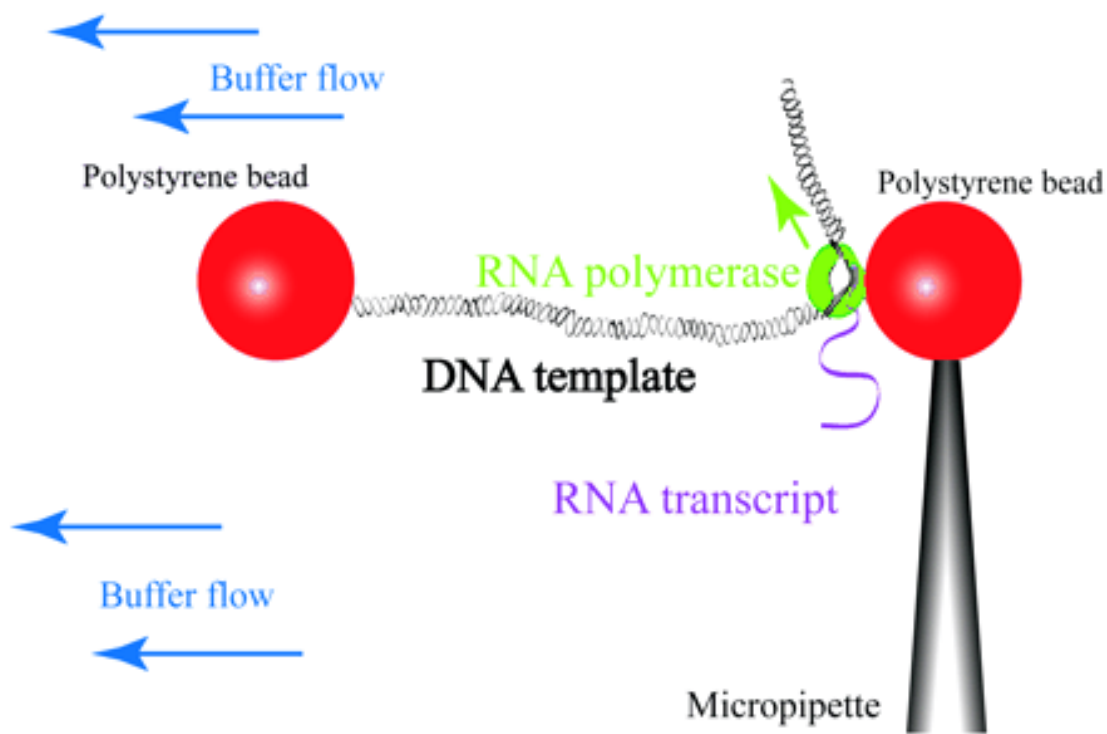 Buffer flow
Polystyrene bead
Polystyrene bead
RNA polymerase
DNA template
RNA transcript
Buffer flow
Micropipette